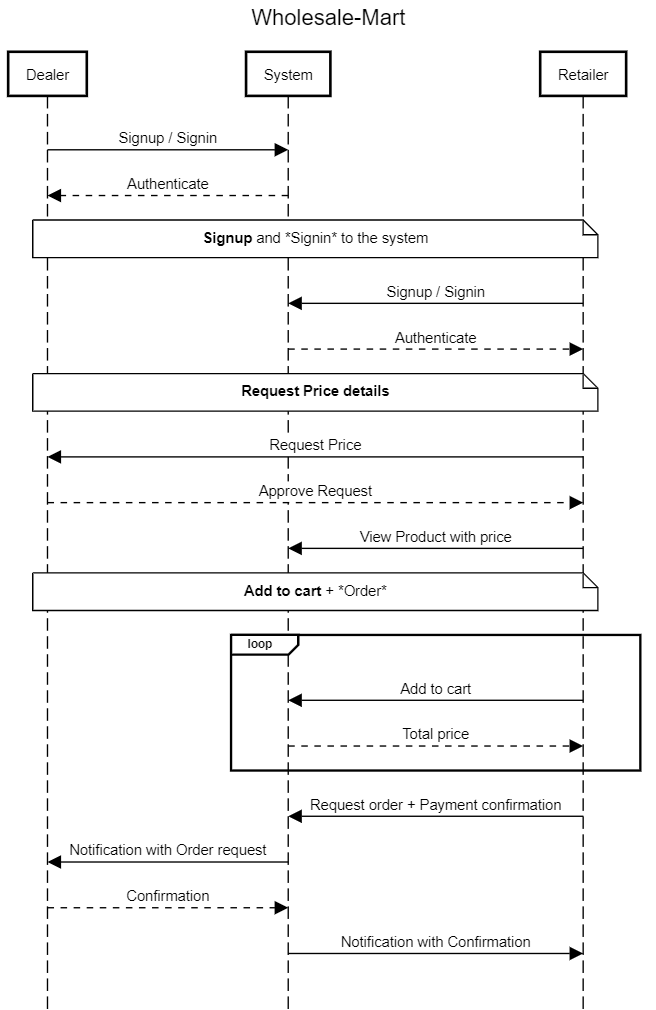 Wholesale-Mart
Dealer
System
Retailer
Signup / Signin
Authenticate
Signup and *Signin* to the system
Signup / Signin
Authenticate
Request Price details
Request Price
Approve Request
View Product with price
Add to cart + *Order*
loop
Add to cart
Total price
Request order + Payment confirmation
Notification with Order request
Confirmation
Notification with Confirmation